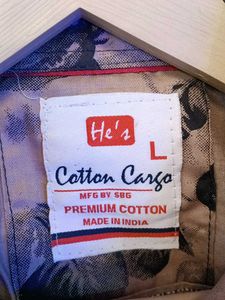 He's
L
Cotton Cargo
MFG BY SBG
PREMIUM COTTON
MADE IN INDIA